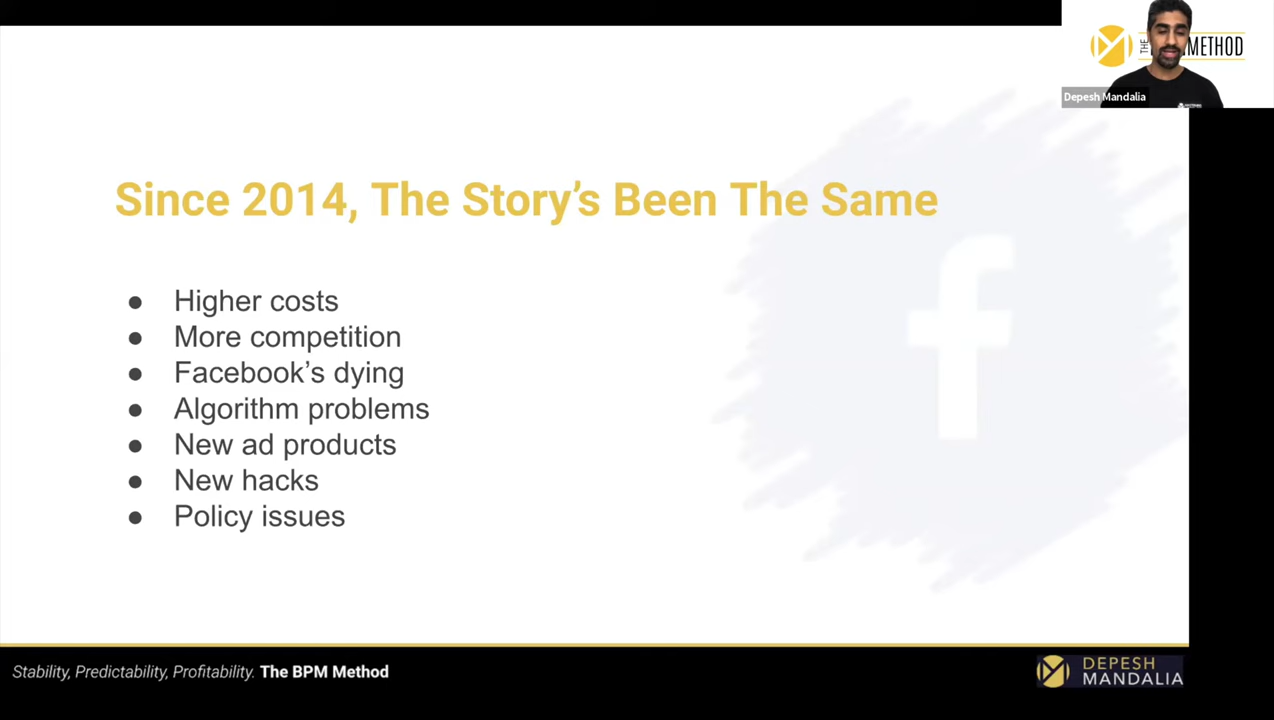 THE
METHOD
Depesh Mandalia
Since 2014, The Story’s Been The Same
● Higher costs
● More competition
● Facebook’s dying
● Algorithm problems
● New ad products
● New hacks
● Policy issues
Stability, Predictability, Profitability. The BPM Method
DEPESH
MANDALIA